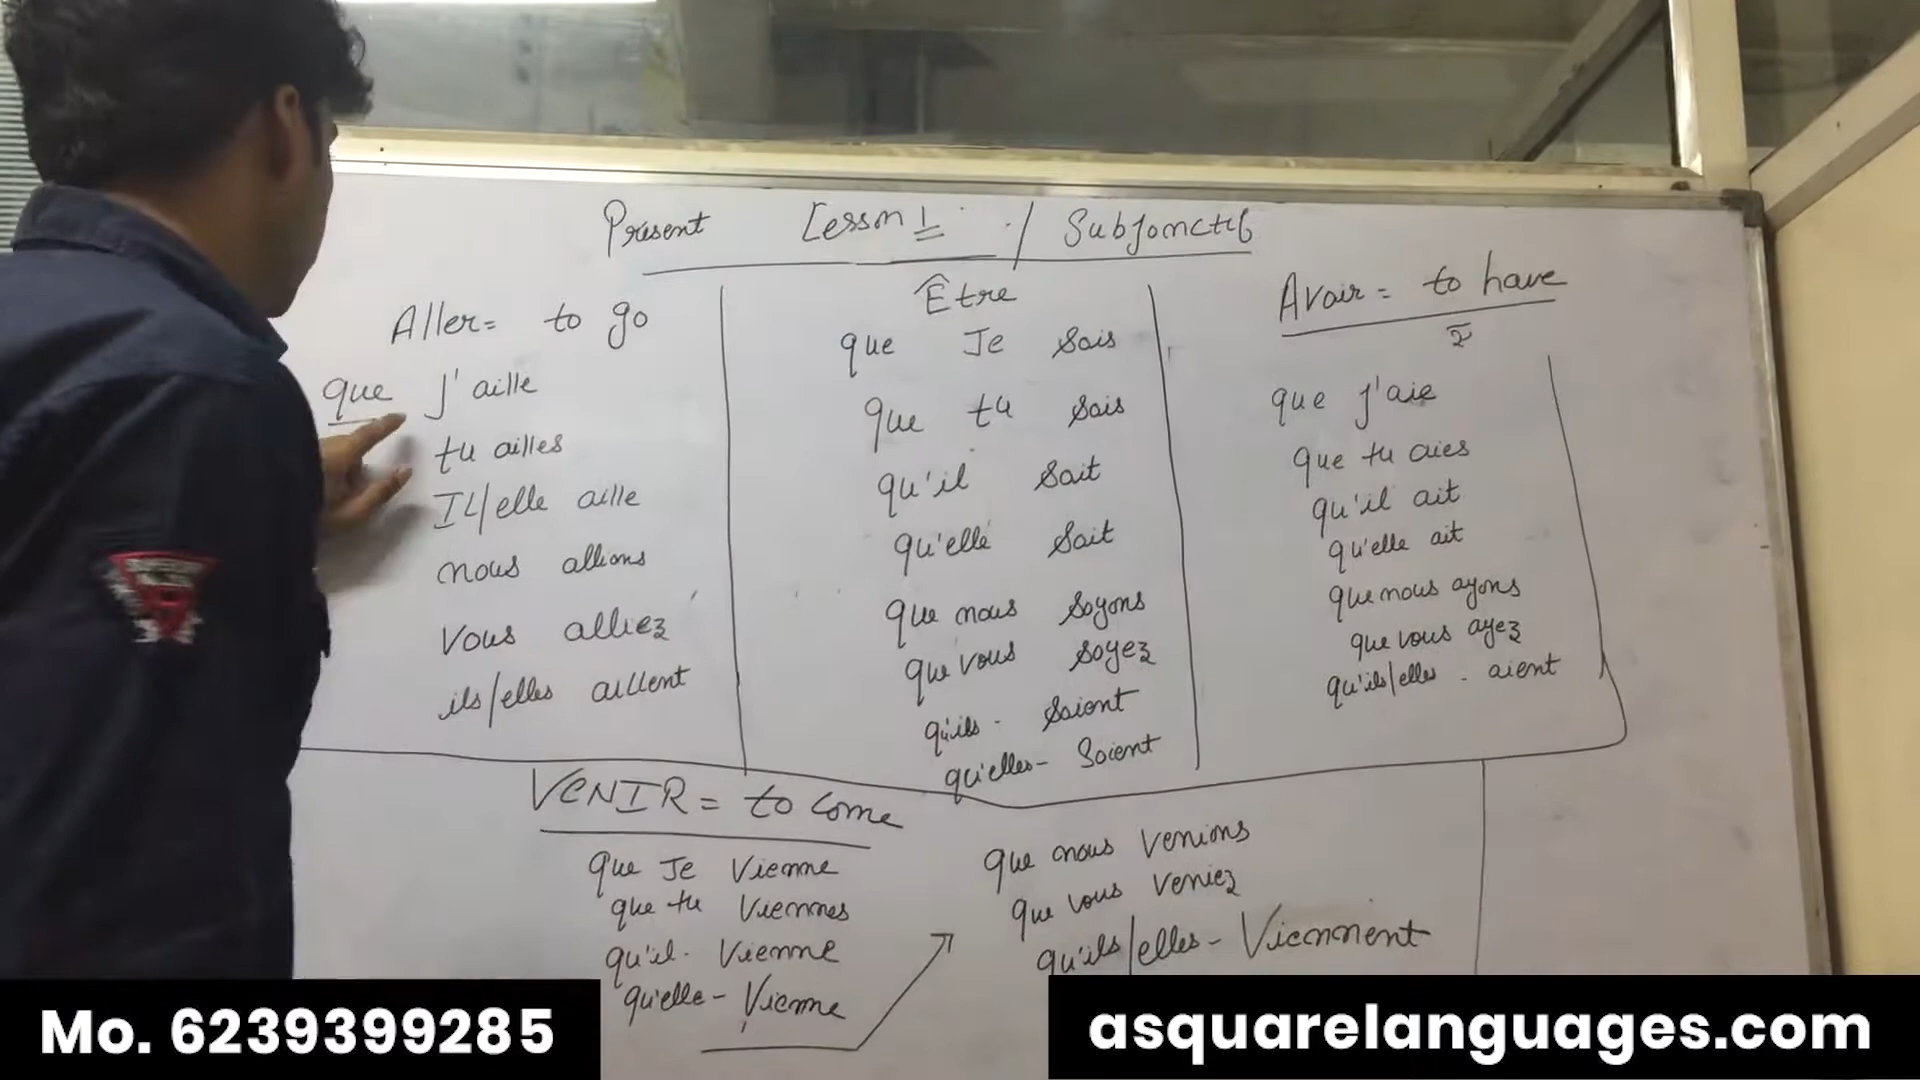 Present Lesson 1 / Subjonctif
Aller = to go
que j'aille
tu ailles
Il/elle aille
nous allions
vous alliez
ils/elles aillent
Être
que Je sois
que tu sois
qu'il soit
qu'elle soit
que nous soyons
que vous soyez
qu'ils - soient
qu'elles - soient
Avoir = to have
que j'aie
que tu aies
qu'il ait
qu'elle ait
que nous ayons
que vous ayez
qu'ils/elles - aient
VENIR = to come
que Je Vienne
que tu Viennes
qu'il - Vienne
qu'elle - Vienne
que nous Venions
que vous Veniez
qu'ils/elles - Viennent
Mo. 6239399285
asquarelanguages.com